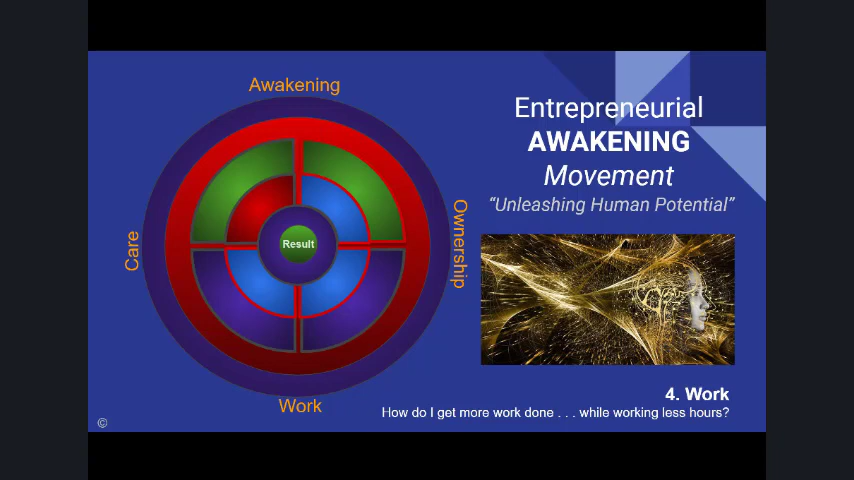 Awakening
Care
Result
Ownership
Work
©
Entrepreneurial
AWAKENING
Movement
“Unleashing Human Potential”
4. Work
How do I get more work done . . . while working less hours?